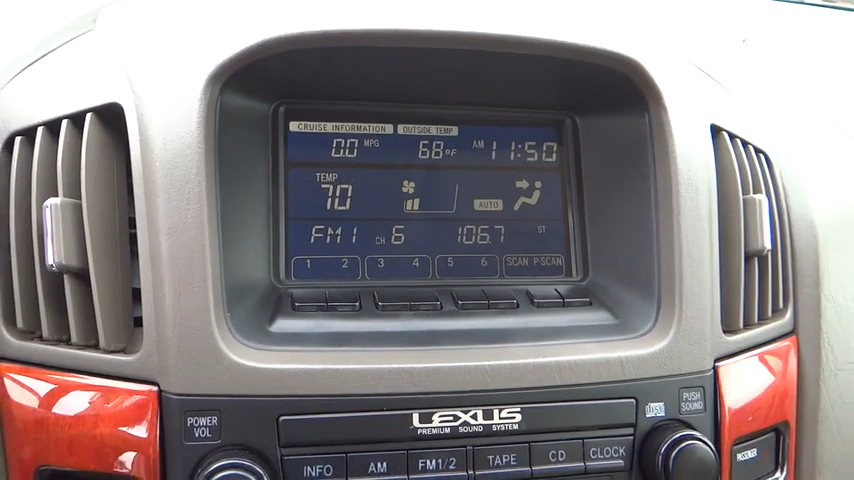 CRUISE INFORMATION OUTSIDE TEMP
0.0 MPG 68°F AM 11:50
TEMP
70
AUTO
FM1 CH 6 106.7 ST
1 2 3 4 5 6 SCAN P·SCAN
LEXUS
PREMIUM SOUND SYSTEM
POWER
VOL
PUSH
SOUND
INFO AM FM1/2 TAPE CD CLOCK
PASSENGER